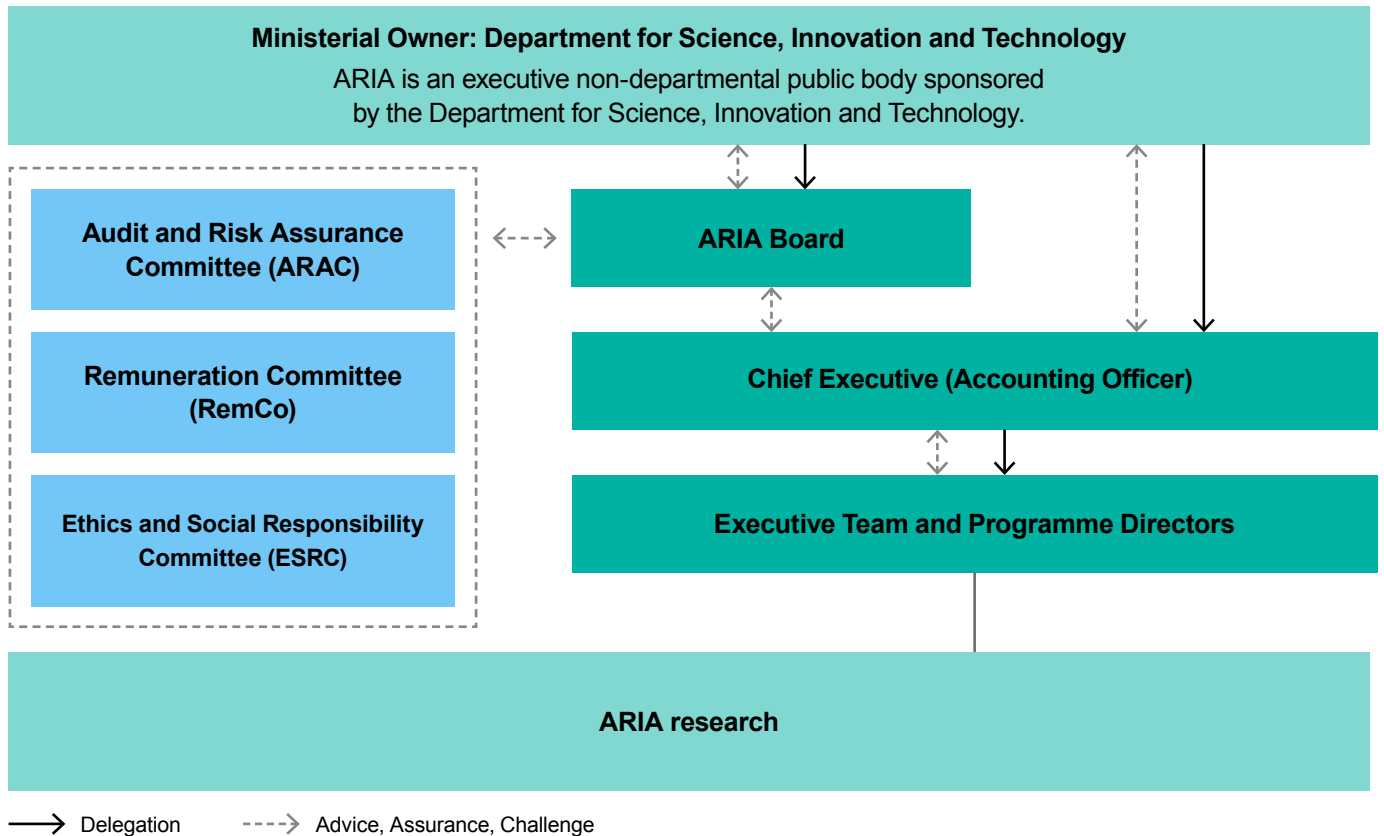 Ministerial Owner: Department for Science, Innovation and Technology
ARIA is an executive non-departmental public body sponsored
by the Department for Science, Innovation and Technology.
Audit and Risk Assurance
Committee (ARAC)
Remuneration Committee
(RemCo)
Ethics and Social Responsibility
Committee (ESRC)
ARIA Board
Chief Executive (Accounting Officer)
Executive Team and Programme Directors
ARIA research
Delegation
Advice, Assurance, Challenge